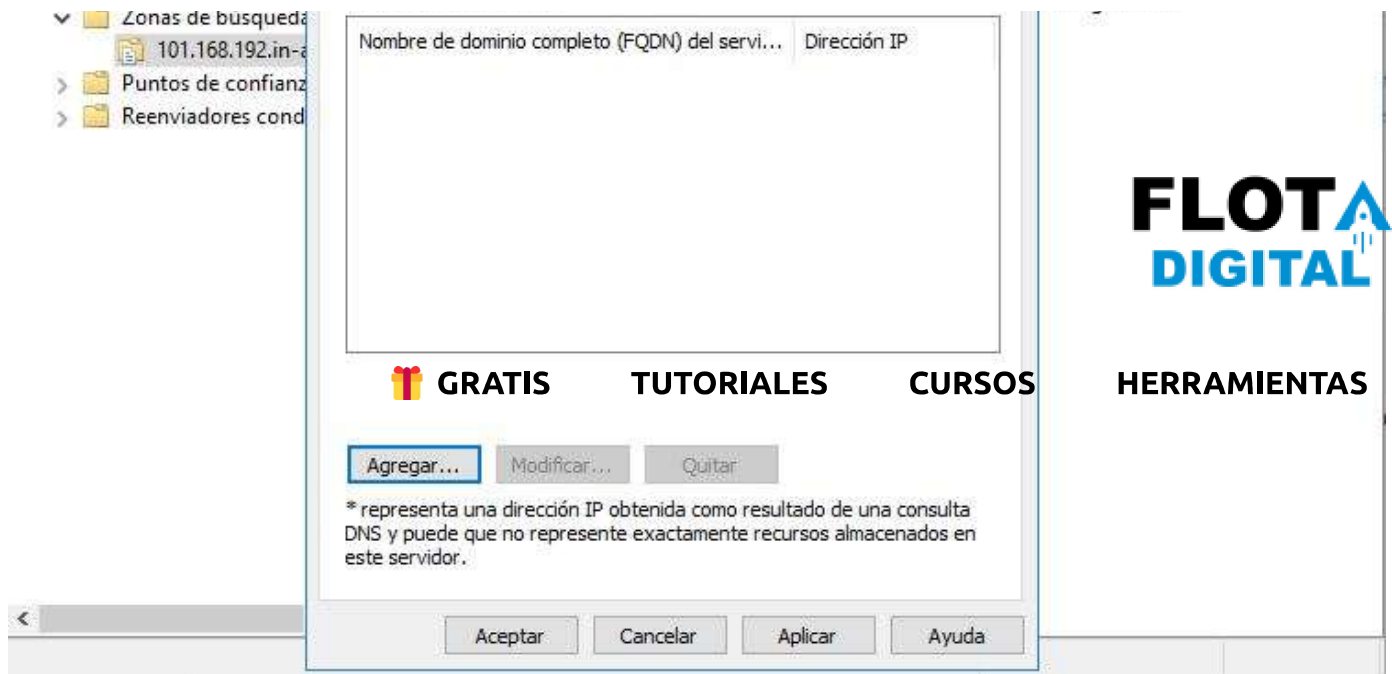 Zonas de búsqueda
101.168.192.in-a
Puntos de confianz
Reenviadores cond
Nombre de dominio completo (FQDN) del servi... Dirección IP
FLOTA
DIGITAL
GRATIS TUTORIALES CURSOS HERRAMIENTAS
Agregar... Modificar... Quitar
* representa una dirección IP obtenida como resultado de una consulta
DNS y puede que no represente exactamente recursos almacenados en
este servidor.
Aceptar Cancelar Aplicar Ayuda